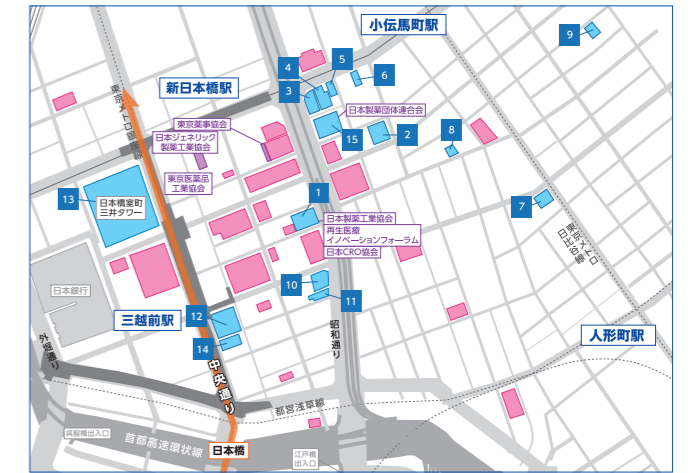 小伝馬町駅
9
新日本橋駅
4
5
6
3
東京メトロ銀座線
東京薬事協会
日本ジェネリック
製薬工業協会
日本製薬団体連合会
15
2
8
東京医薬品
工業協会
13
日本橋室町
三井タワー
1
7
日本製薬工業協会
再生医療
イノベーションフォーラム
日本CRO協会
東京メトロ
日比谷線
日本銀行
10
11
三越前駅
12
14
昭和通り
人形町駅
外堀通り
中央通り
都営浅草線
呉服橋出入口
首都高速環状線
日本橋
江戸橋
出入口